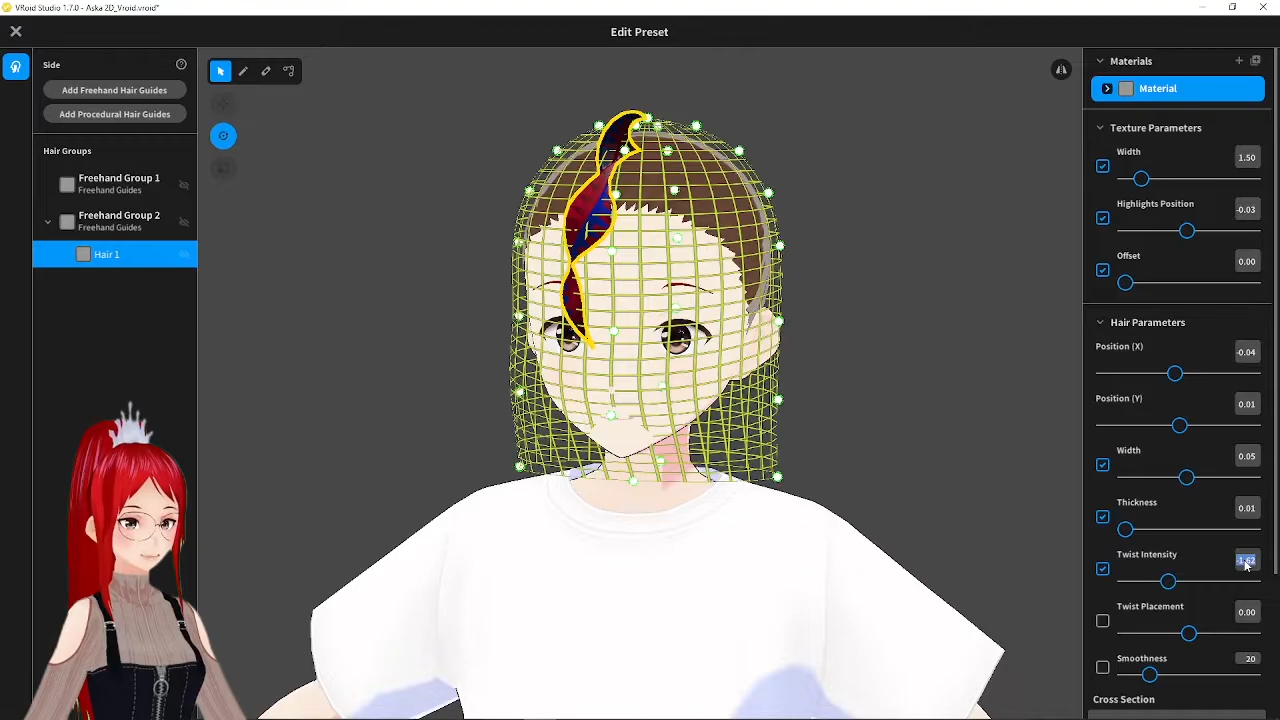 VRoid Studio 1.7.0 - Aska 2D_Vroid.vroid*
Edit Preset
Side
Add Freehand Hair Guides
Add Procedural Hair Guides
Hair Groups
Freehand Group 1
Freehand Guides
Freehand Group 2
Freehand Guides
Hair 1
Materials
Material
Texture Parameters
Width
1.50
Highlights Position
-0.03
Offset
0.00
Hair Parameters
Position (X)
-0.04
Position (Y)
0.01
Width
0.05
Thickness
0.01
Twist Intensity
-1.62
Twist Placement
0.00
Smoothness
20
Cross Section